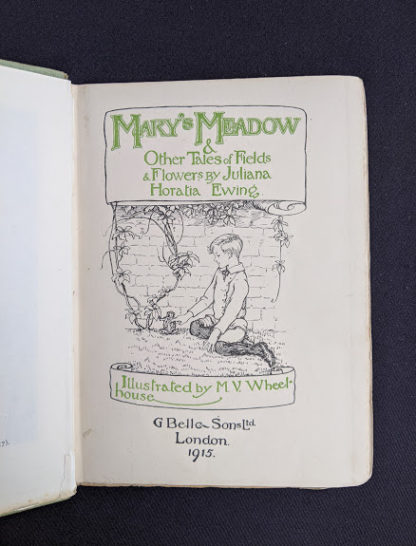 MARY'S MEADOW
&
Other Tales of Fields
& Flowers By Juliana
Horatia Ewing
Illustrated by M. V. Wheel-
house
G Bell & Sons Ltd
London.
1915.